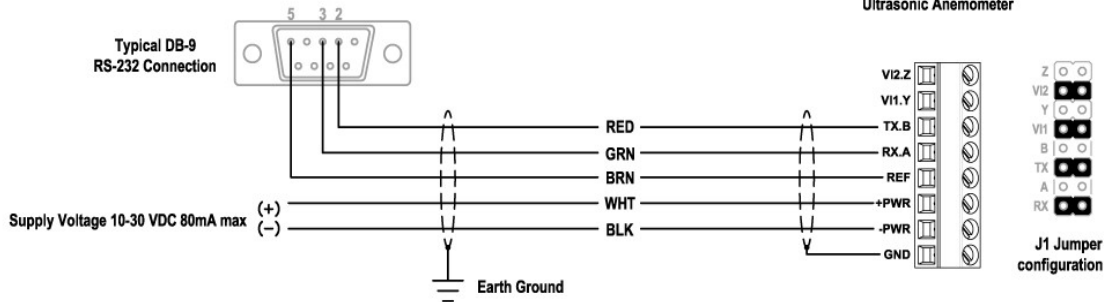 Ultrasonic Anemometer
5 3 2
Typical DB-9
RS-232 Connection
VI2.Z
VI1.Y
RED TX.B
GRN RX.A
BRN REF
WHT +PWR
BLK -PWR
GND
Supply Voltage 10-30 VDC 80mA max (+)
(−)
Earth Ground
Z
VI2
Y
VI1
B
TX
A
RX
J1 Jumper
configuration